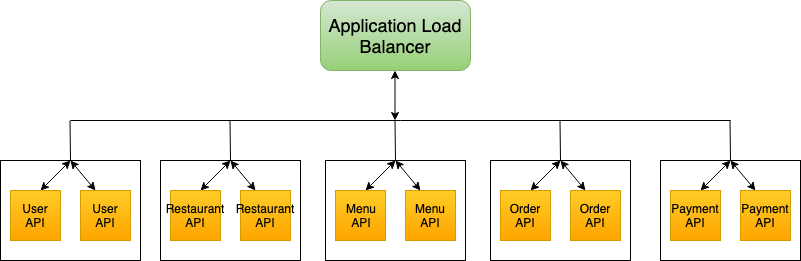 Application Load
Balancer
User
API
User
API
Restaurant
API
Restaurant
API
Menu
API
Menu
API
Order
API
Order
API
Payment
API
Payment
API